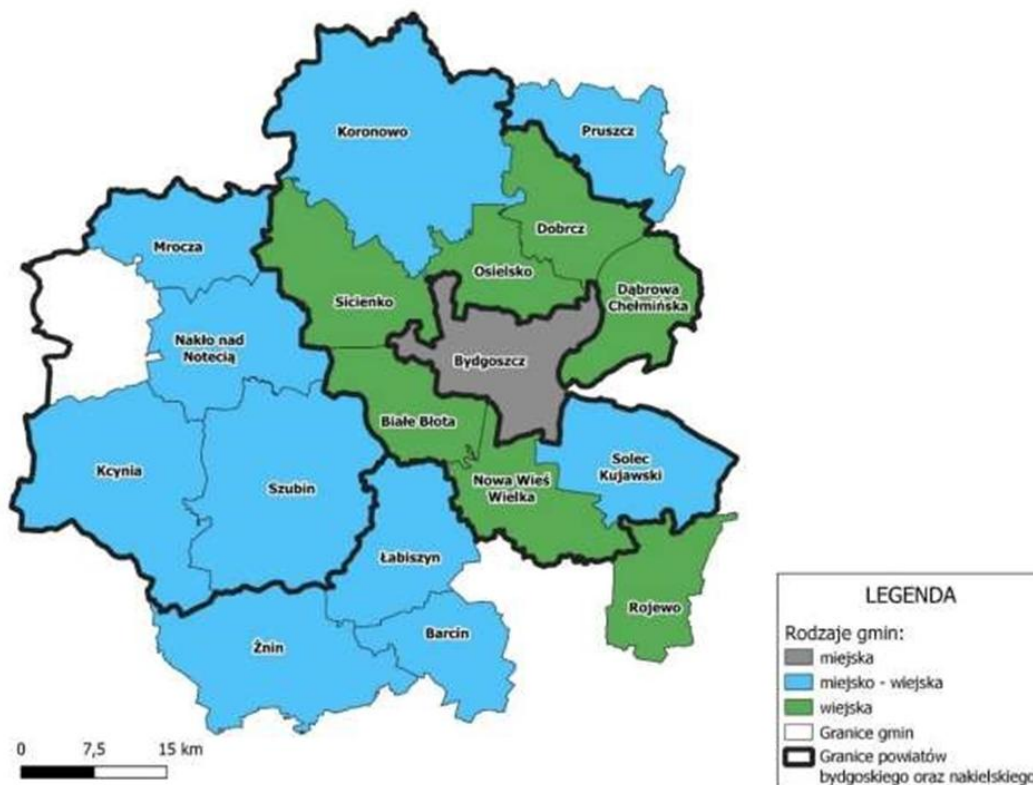 Koronowo
Pruszcz
Mrocza
Dobrcz
Osielsko
Sicienko
Dąbrowa
Chełmińska
Nakło nad
Notecią
Bydgoszcz
Białe Błota
Kcynia
Szubin
Nowa Wieś
Wielka
Solec
Kujawski
Łabiszyn
Rojewo
Żnin
Barcin
0 7,5 15 km
LEGENDA
Rodzaje gmin:
miejska
miejsko - wiejska
wiejska
Granice gmin
Granice powiatów
bydgoskiego oraz nakielskiego